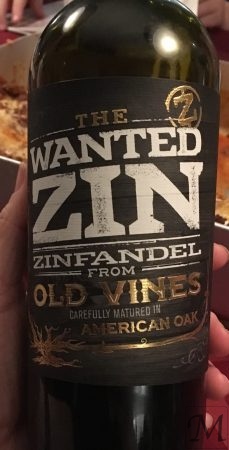 Z
THE
WANTED
ZIN
ZINFANDEL
FROM
OLD VINES
CAREFULLY MATURED IN
AMERICAN OAK
M